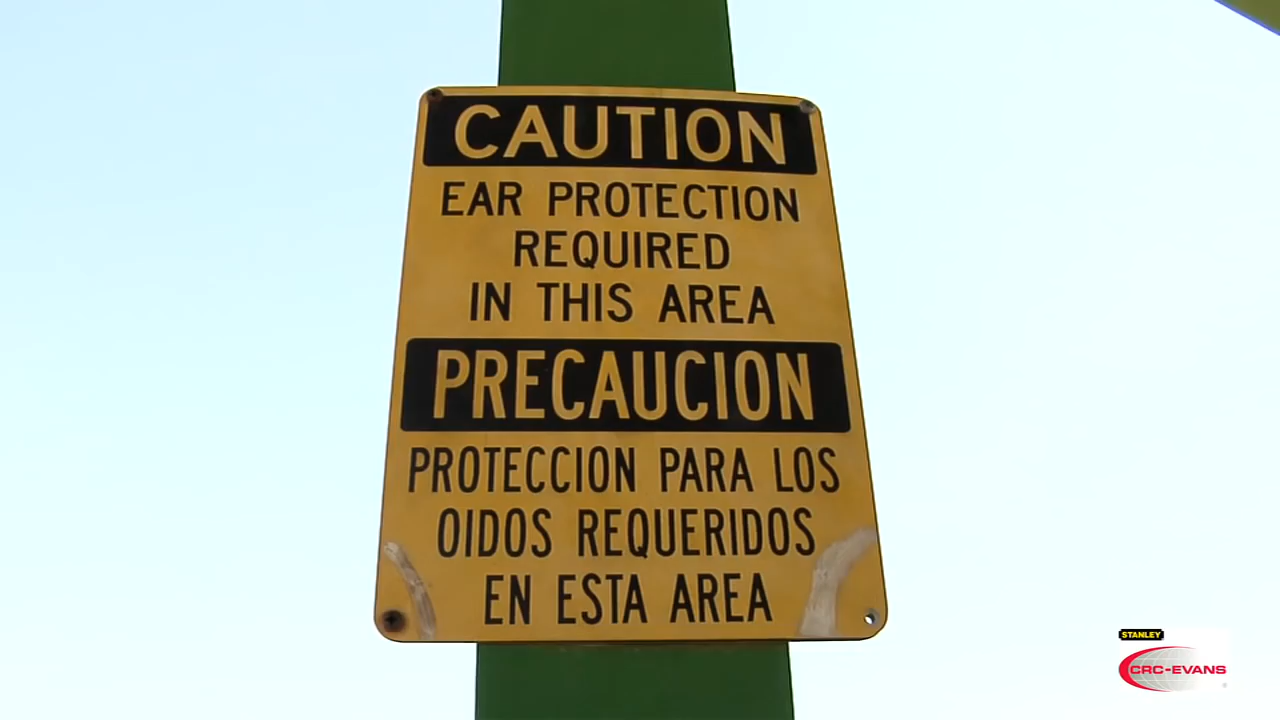 CAUTION
EAR PROTECTION
REQUIRED
IN THIS AREA
PRECAUCION
PROTECCION PARA LOS
OIDOS REQUERIDOS
EN ESTA AREA
STANLEY
CRC-EVANS